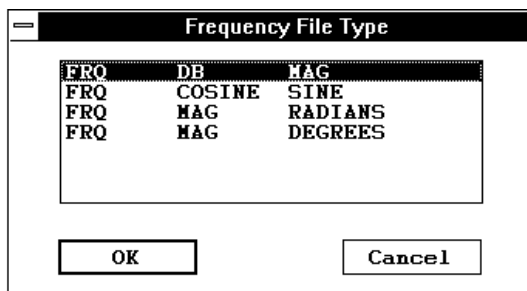 Frequency File Type
FRQ DB MAG
FRQ COSINE SINE
FRQ MAG RADIANS
FRQ MAG DEGREES
OK Cancel